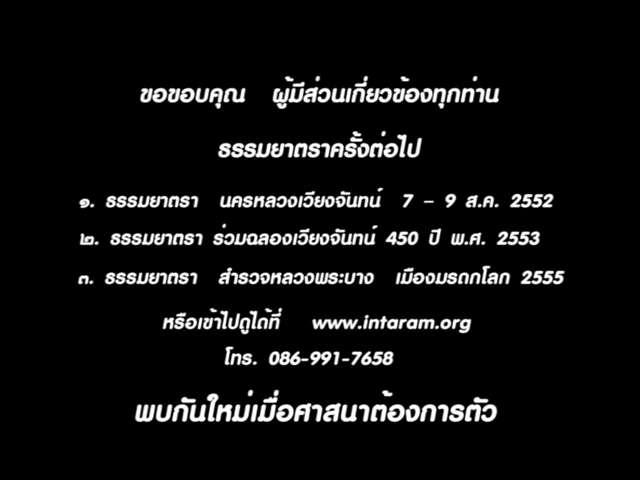 ขอขอบคุณ ผู้มีส่วนเกี่ยวข้องทุกท่าน
ธรรมยาตราครั้งต่อไป
๑. ธรรมยาตรา นครหลวงเวียงจันทน์ 7 – 9 ส.ค. 2552
๒. ธรรมยาตรา ร่วมฉลองเวียงจันทน์ 450 ปี พ.ศ. 2553
๓. ธรรมยาตรา สำรวจหลวงพระบาง เมืองมรดกโลก 2555
หรือเข้าไปดูได้ที่ www.intaram.org
โทร. 086-991-7658
พบกันใหม่เมื่อศาสนาต้องการตัว